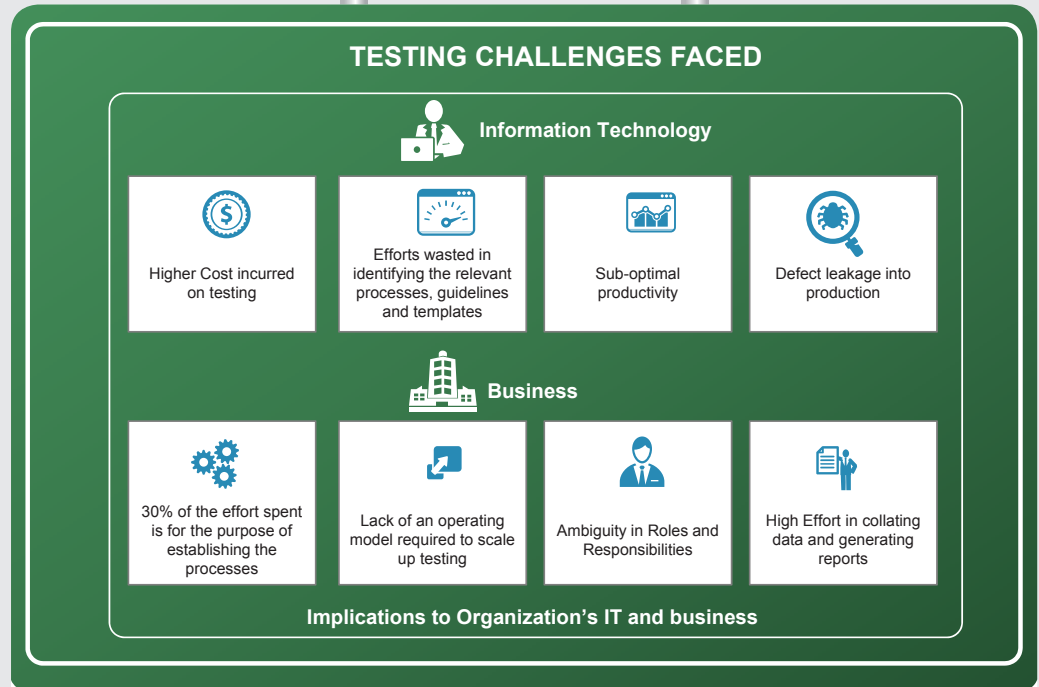 TESTING CHALLENGES FACED
Information Technology
$
Higher Cost incurred
on testing
Efforts wasted in
identifying the relevant
processes, guidelines
and templates
Sub-optimal
productivity
Defect leakage into
production
Business
30% of the effort spent
is for the purpose of
establishing the
processes
Lack of an operating
model required to scale
up testing
Ambiguity in Roles and
Responsibilities
High Effort in collating
data and generating
reports
Implications to Organization’s IT and business